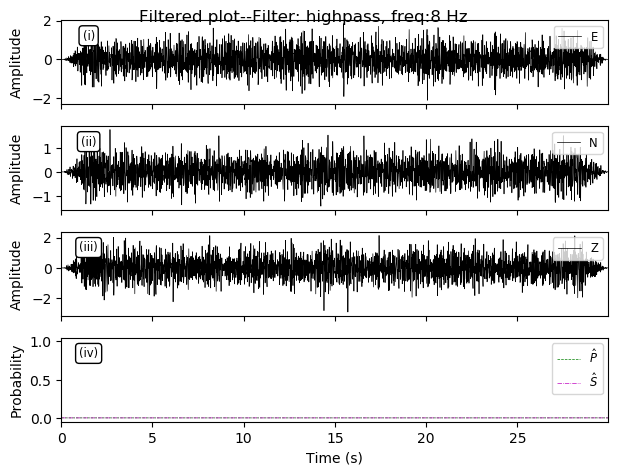 Filtered plot--Filter: highpass, freq:8 Hz
2
0
−2
Amplitude
(i)
E
1
0
−1
Amplitude
(ii)
N
2
0
−2
Amplitude
(iii)
Z
1.0
0.5
0.0
Probability
(iv)
P̂
Ŝ
0 5 10 15 20 25
Time (s)